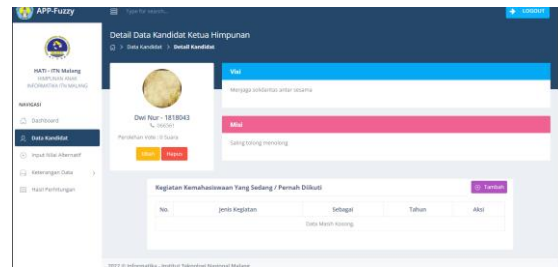 APP-Fuzzy
Type for search...
LOGOUT
HATI - ITN Malang
HIMPUNAN ANAK
INFORMATIKA ITN MALANG
NAVIGASI
Dashboard
Data Kandidat
Input Nilai Alternatif
Keterangan Data
Hasil Perhitungan
Detail Data Kandidat Ketua Himpunan
> Data Kandidat > Detail Kandidat
Dwi Nur - 1818043
Perolehan Vote : 0 Suara
Ubah Hapus
Visi
Menjaga solidaritas antar sesama
Misi
Saling tolong menolong
Kegiatan Kemahasiswaan Yang Sedang / Pernah Diikuti
Tambah
No. Jenis Kegiatan Sebagai Tahun Aksi
Data Masih Kosong
2022 © Informatika - Institut Teknologi Nasional Malang